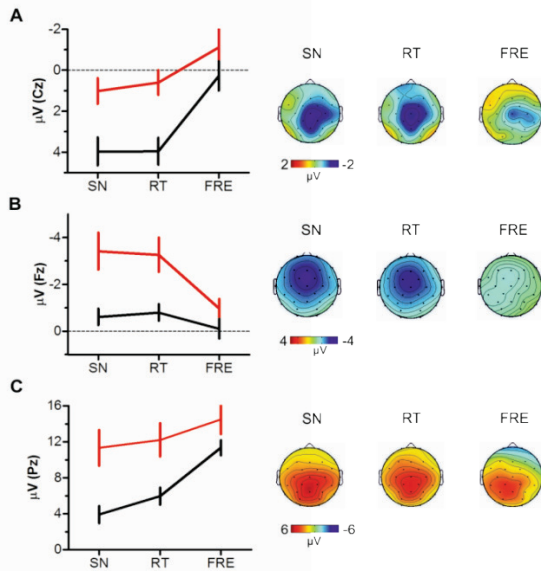 A
-2
0
2
4
μV (Cz)
SN RT FRE
SN RT FRE
2 -2
μV
B
-4
-2
0
μV (Fz)
SN RT FRE
SN RT FRE
4 -4
μV
C
16
12
8
4
0
μV (Pz)
SN RT FRE
SN RT FRE
6 -6
μV